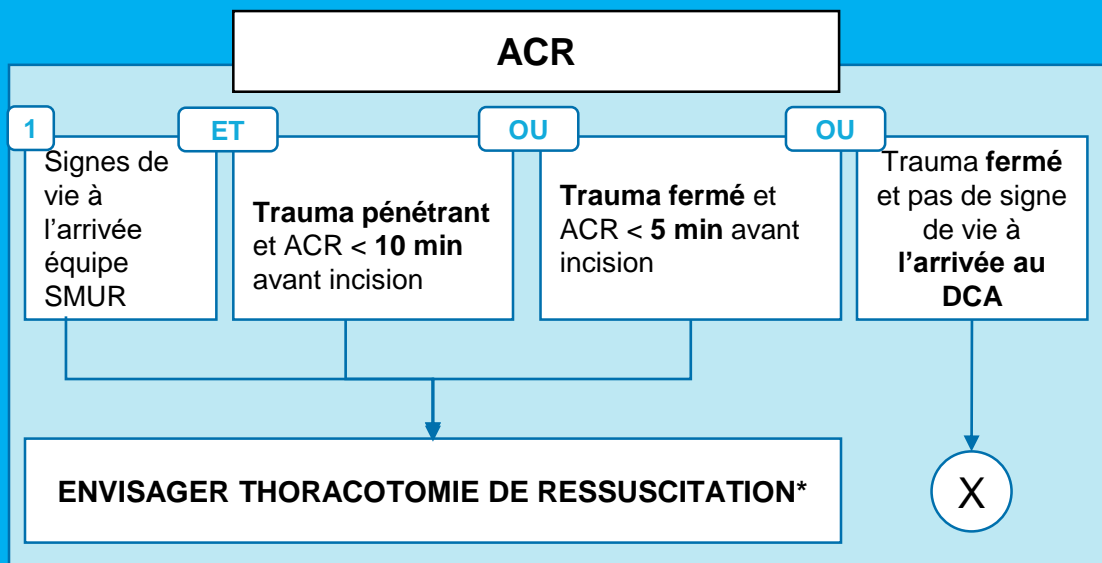 ACR
1
ET
OU
OU
Signes de
vie à
l’arrivée
équipe
SMUR
Trauma pénétrant
et ACR < 10 min
avant incision
Trauma fermé et
ACR < 5 min avant
incision
Trauma fermé
et pas de signe
de vie à
l’arrivée au
DCA
ENVISAGER THORACOTOMIE DE RESSUSCITATION*
X